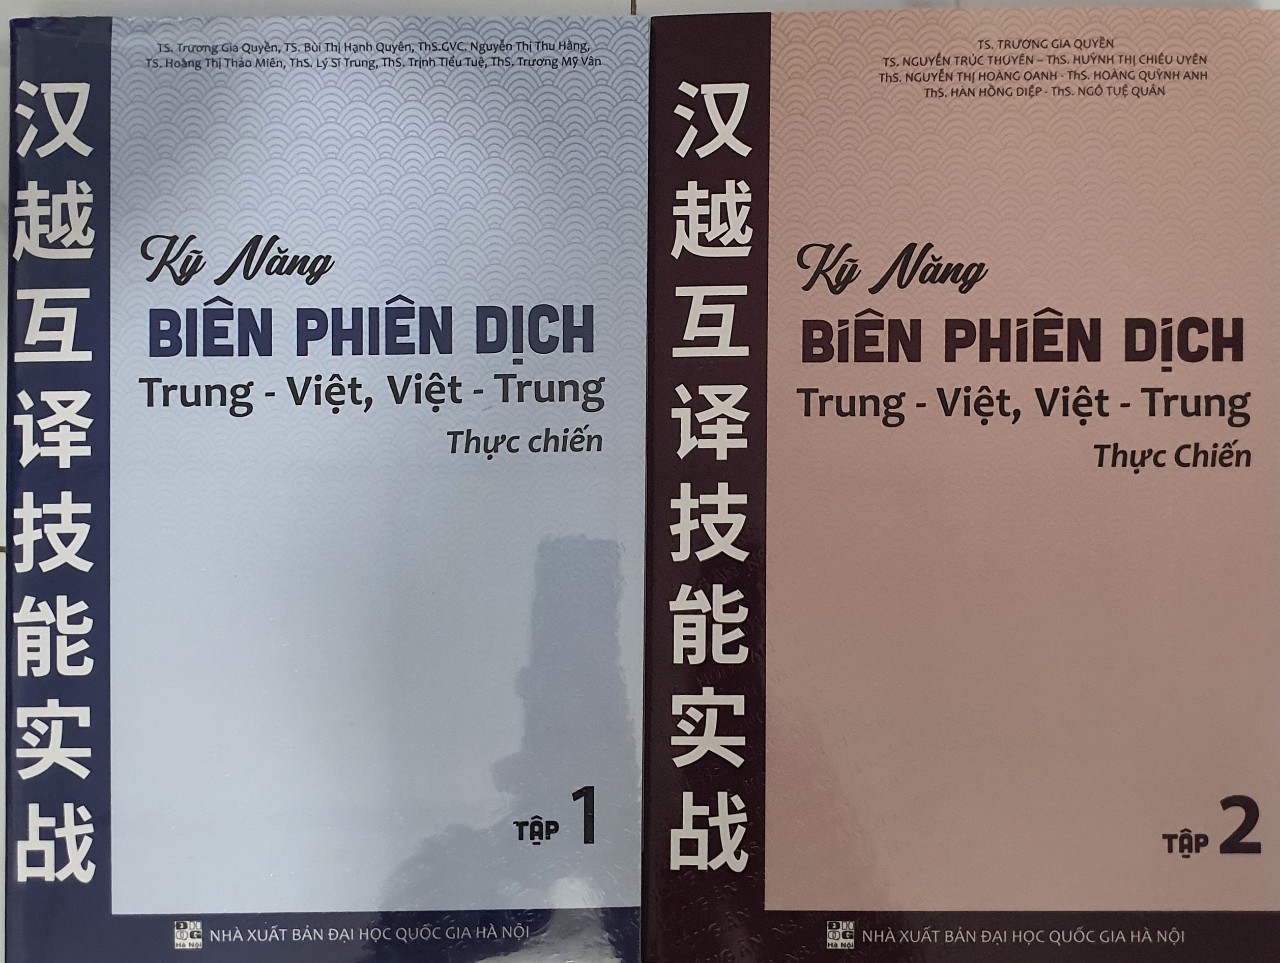 汉越互译技能实战
TS. Trương Gia Quyền, TS. Bùi Thị Hạnh Quyên, ThS.GVC. Nguyễn Thị Thu Hằng,
TS. Hoàng Thị Thảo Miên, ThS. Lý Sĩ Trung, ThS. Trịnh Tiểu Tuệ, ThS. Trương Mỹ Vân
Kỹ Năng
BIÊN PHIÊN DỊCH
Trung - Việt, Việt - Trung
Thực chiến
TẬP 1
NHÀ XUẤT BẢN ĐẠI HỌC QUỐC GIA HÀ NỘI
汉越互译技能实战
TS. TRƯƠNG GIA QUYỀN
TS. NGUYỄN TRÚC THUYÊN – ThS. HUỲNH THỊ CHIÊU UYÊN
ThS. NGUYỄN THỊ HOÀNG OANH - ThS. HOÀNG QUỲNH ANH
ThS. HÀN HỒNG DIỆP - ThS. NGÔ TUỆ QUÂN
Kỹ Năng
BIÊN PHIÊN DỊCH
Trung - Việt, Việt - Trung
Thực Chiến
TẬP 2
NHÀ XUẤT BẢN ĐẠI HỌC QUỐC GIA HÀ NỘI